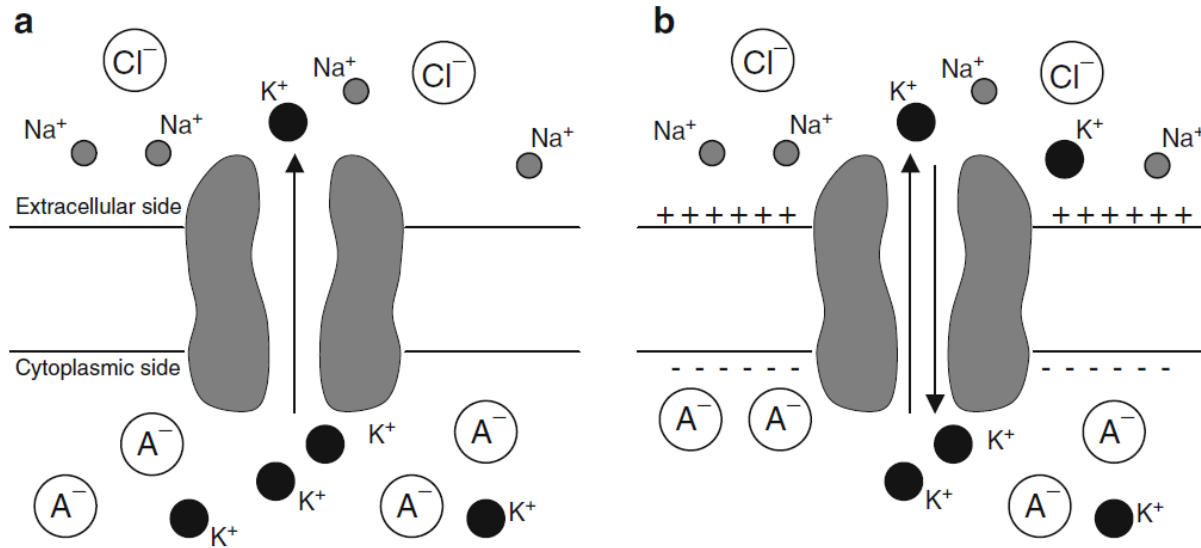 a
Cl⁻
Na⁺
K⁺
Cl⁻
Na⁺
Na⁺
Na⁺
Extracellular side
Cytoplasmic side
A⁻
K⁺
A⁻
A⁻
K⁺
A⁻
K⁺
K⁺
b
Cl⁻
Na⁺
K⁺
Cl⁻
Na⁺
Na⁺
K⁺
Na⁺
+ + + + + +
+ + + + + +
- - - - - -
- - - - - -
A⁻
A⁻
K⁺
A⁻
K⁺
A⁻
K⁺